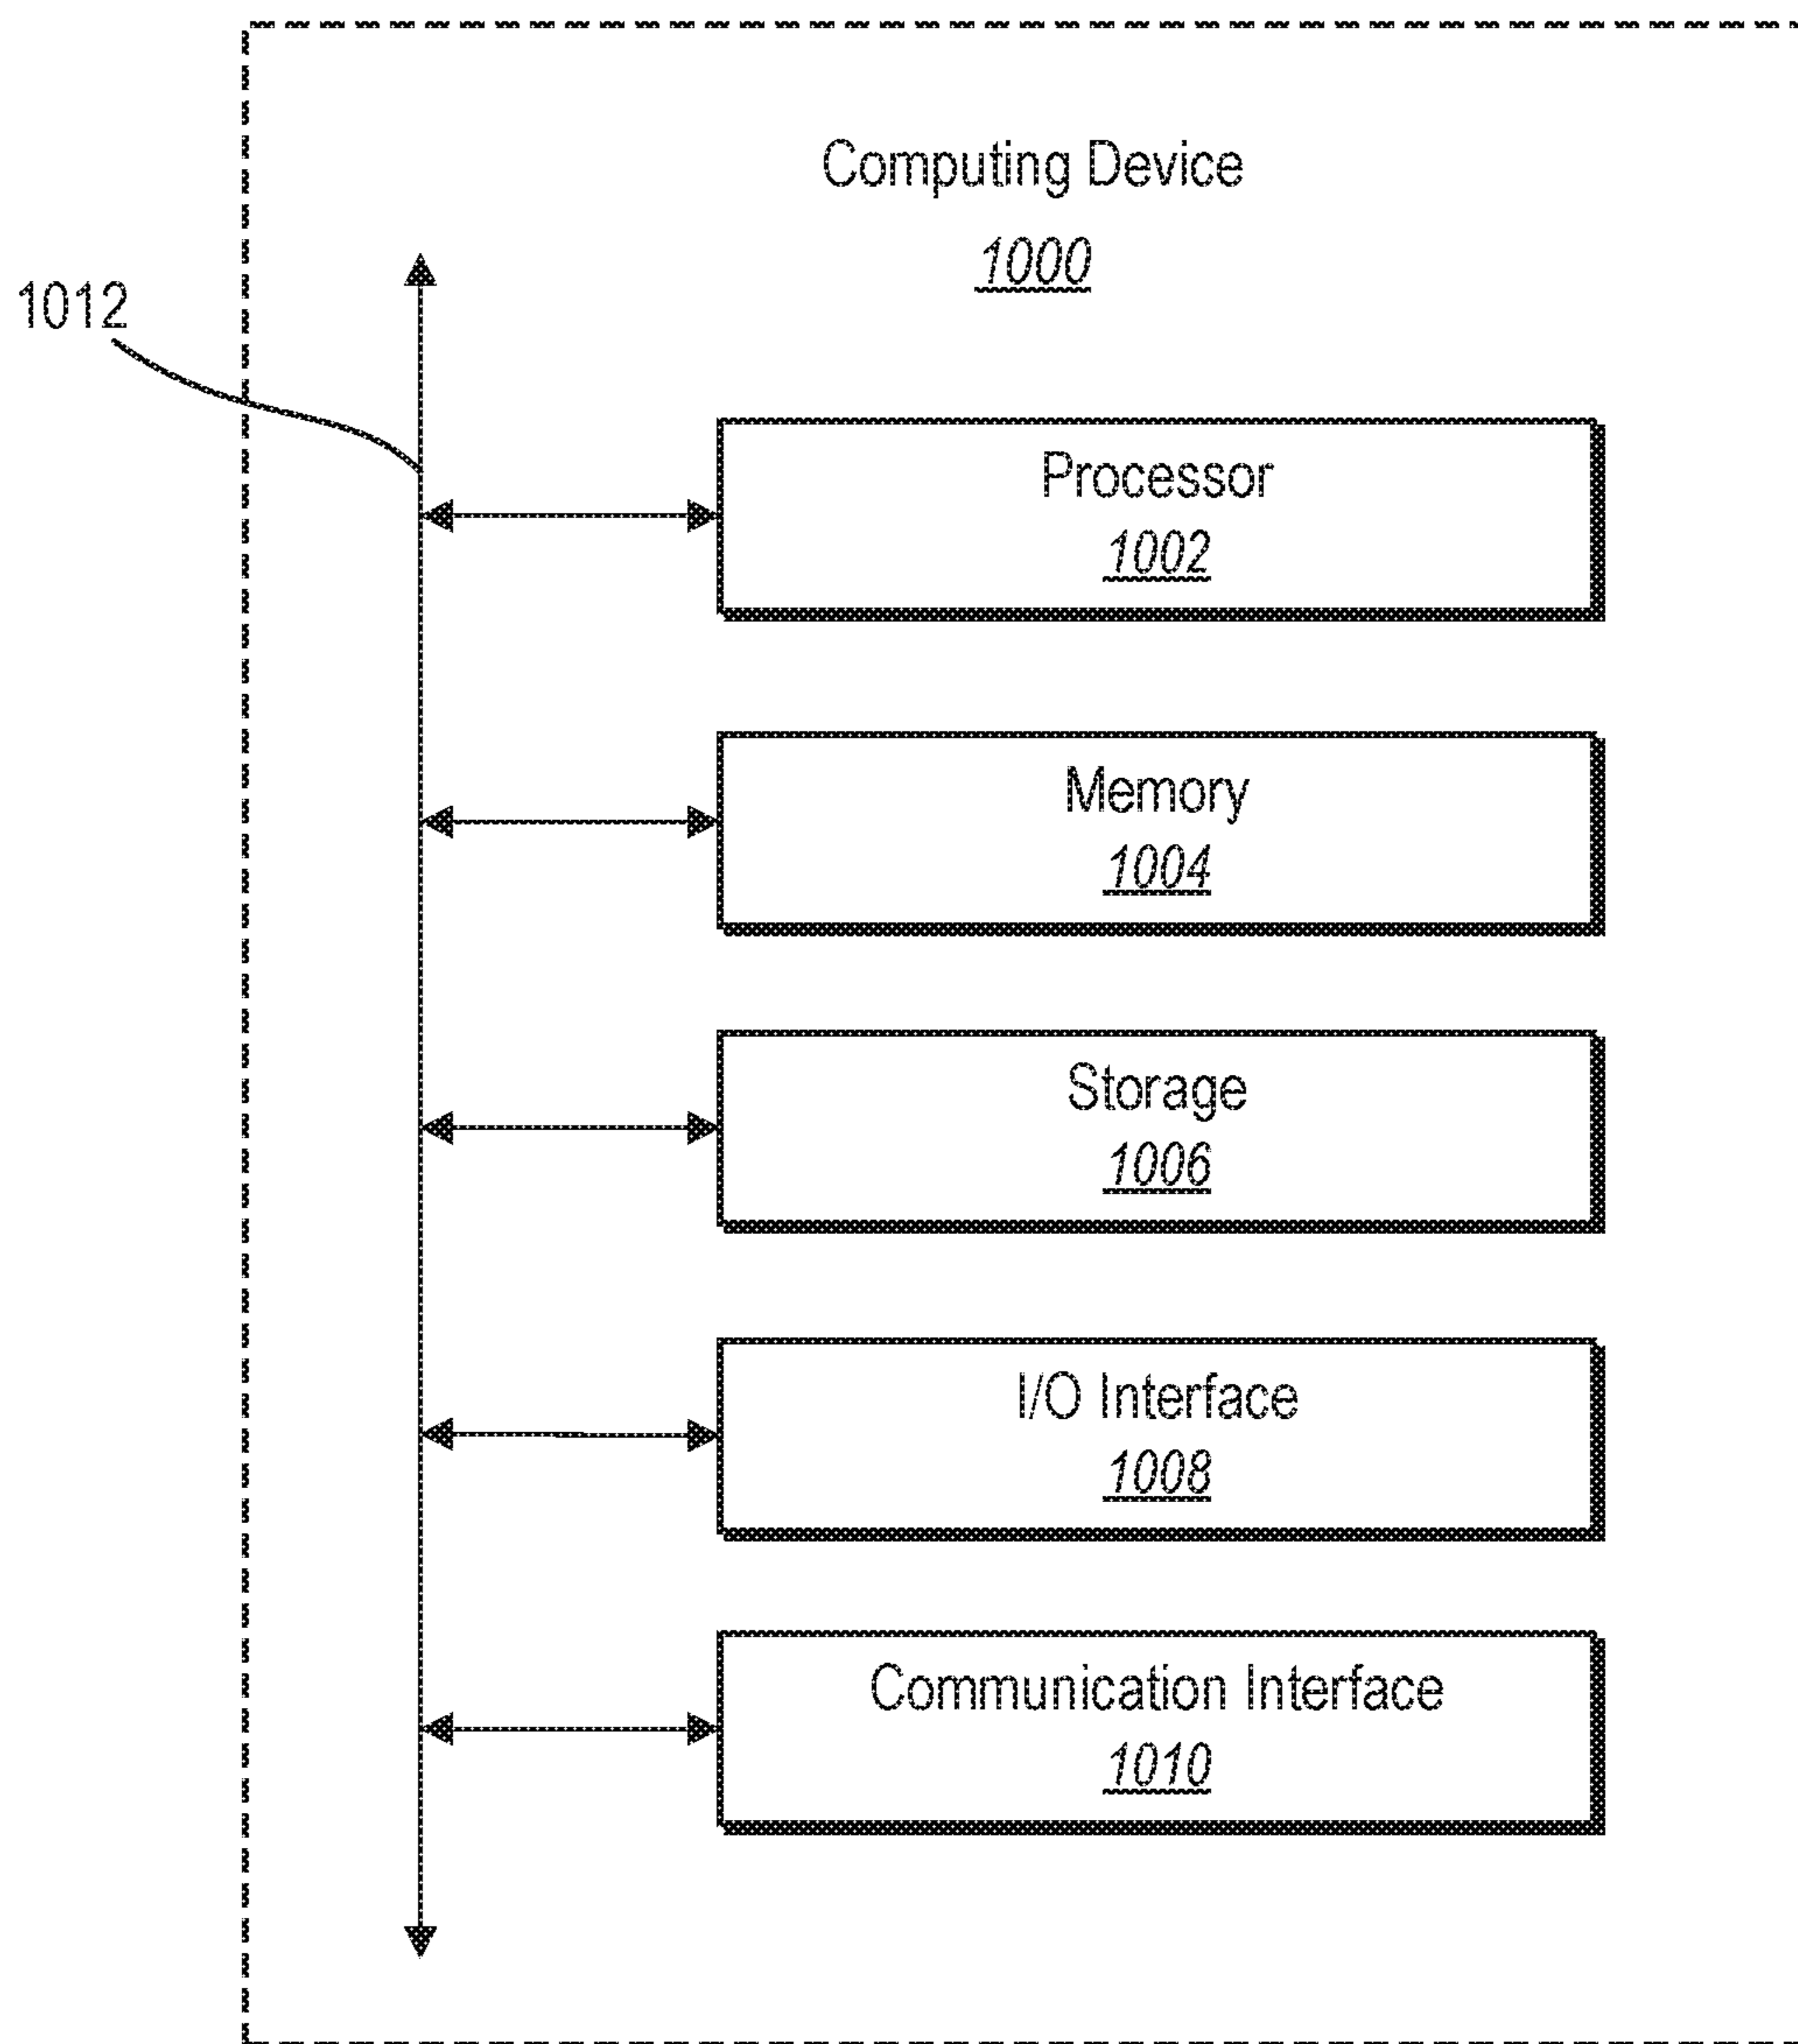 Computing Device
1000
1012
Processor
1002
Memory
1004
Storage
1006
I/O Interface
1008
Communication Interface
1010